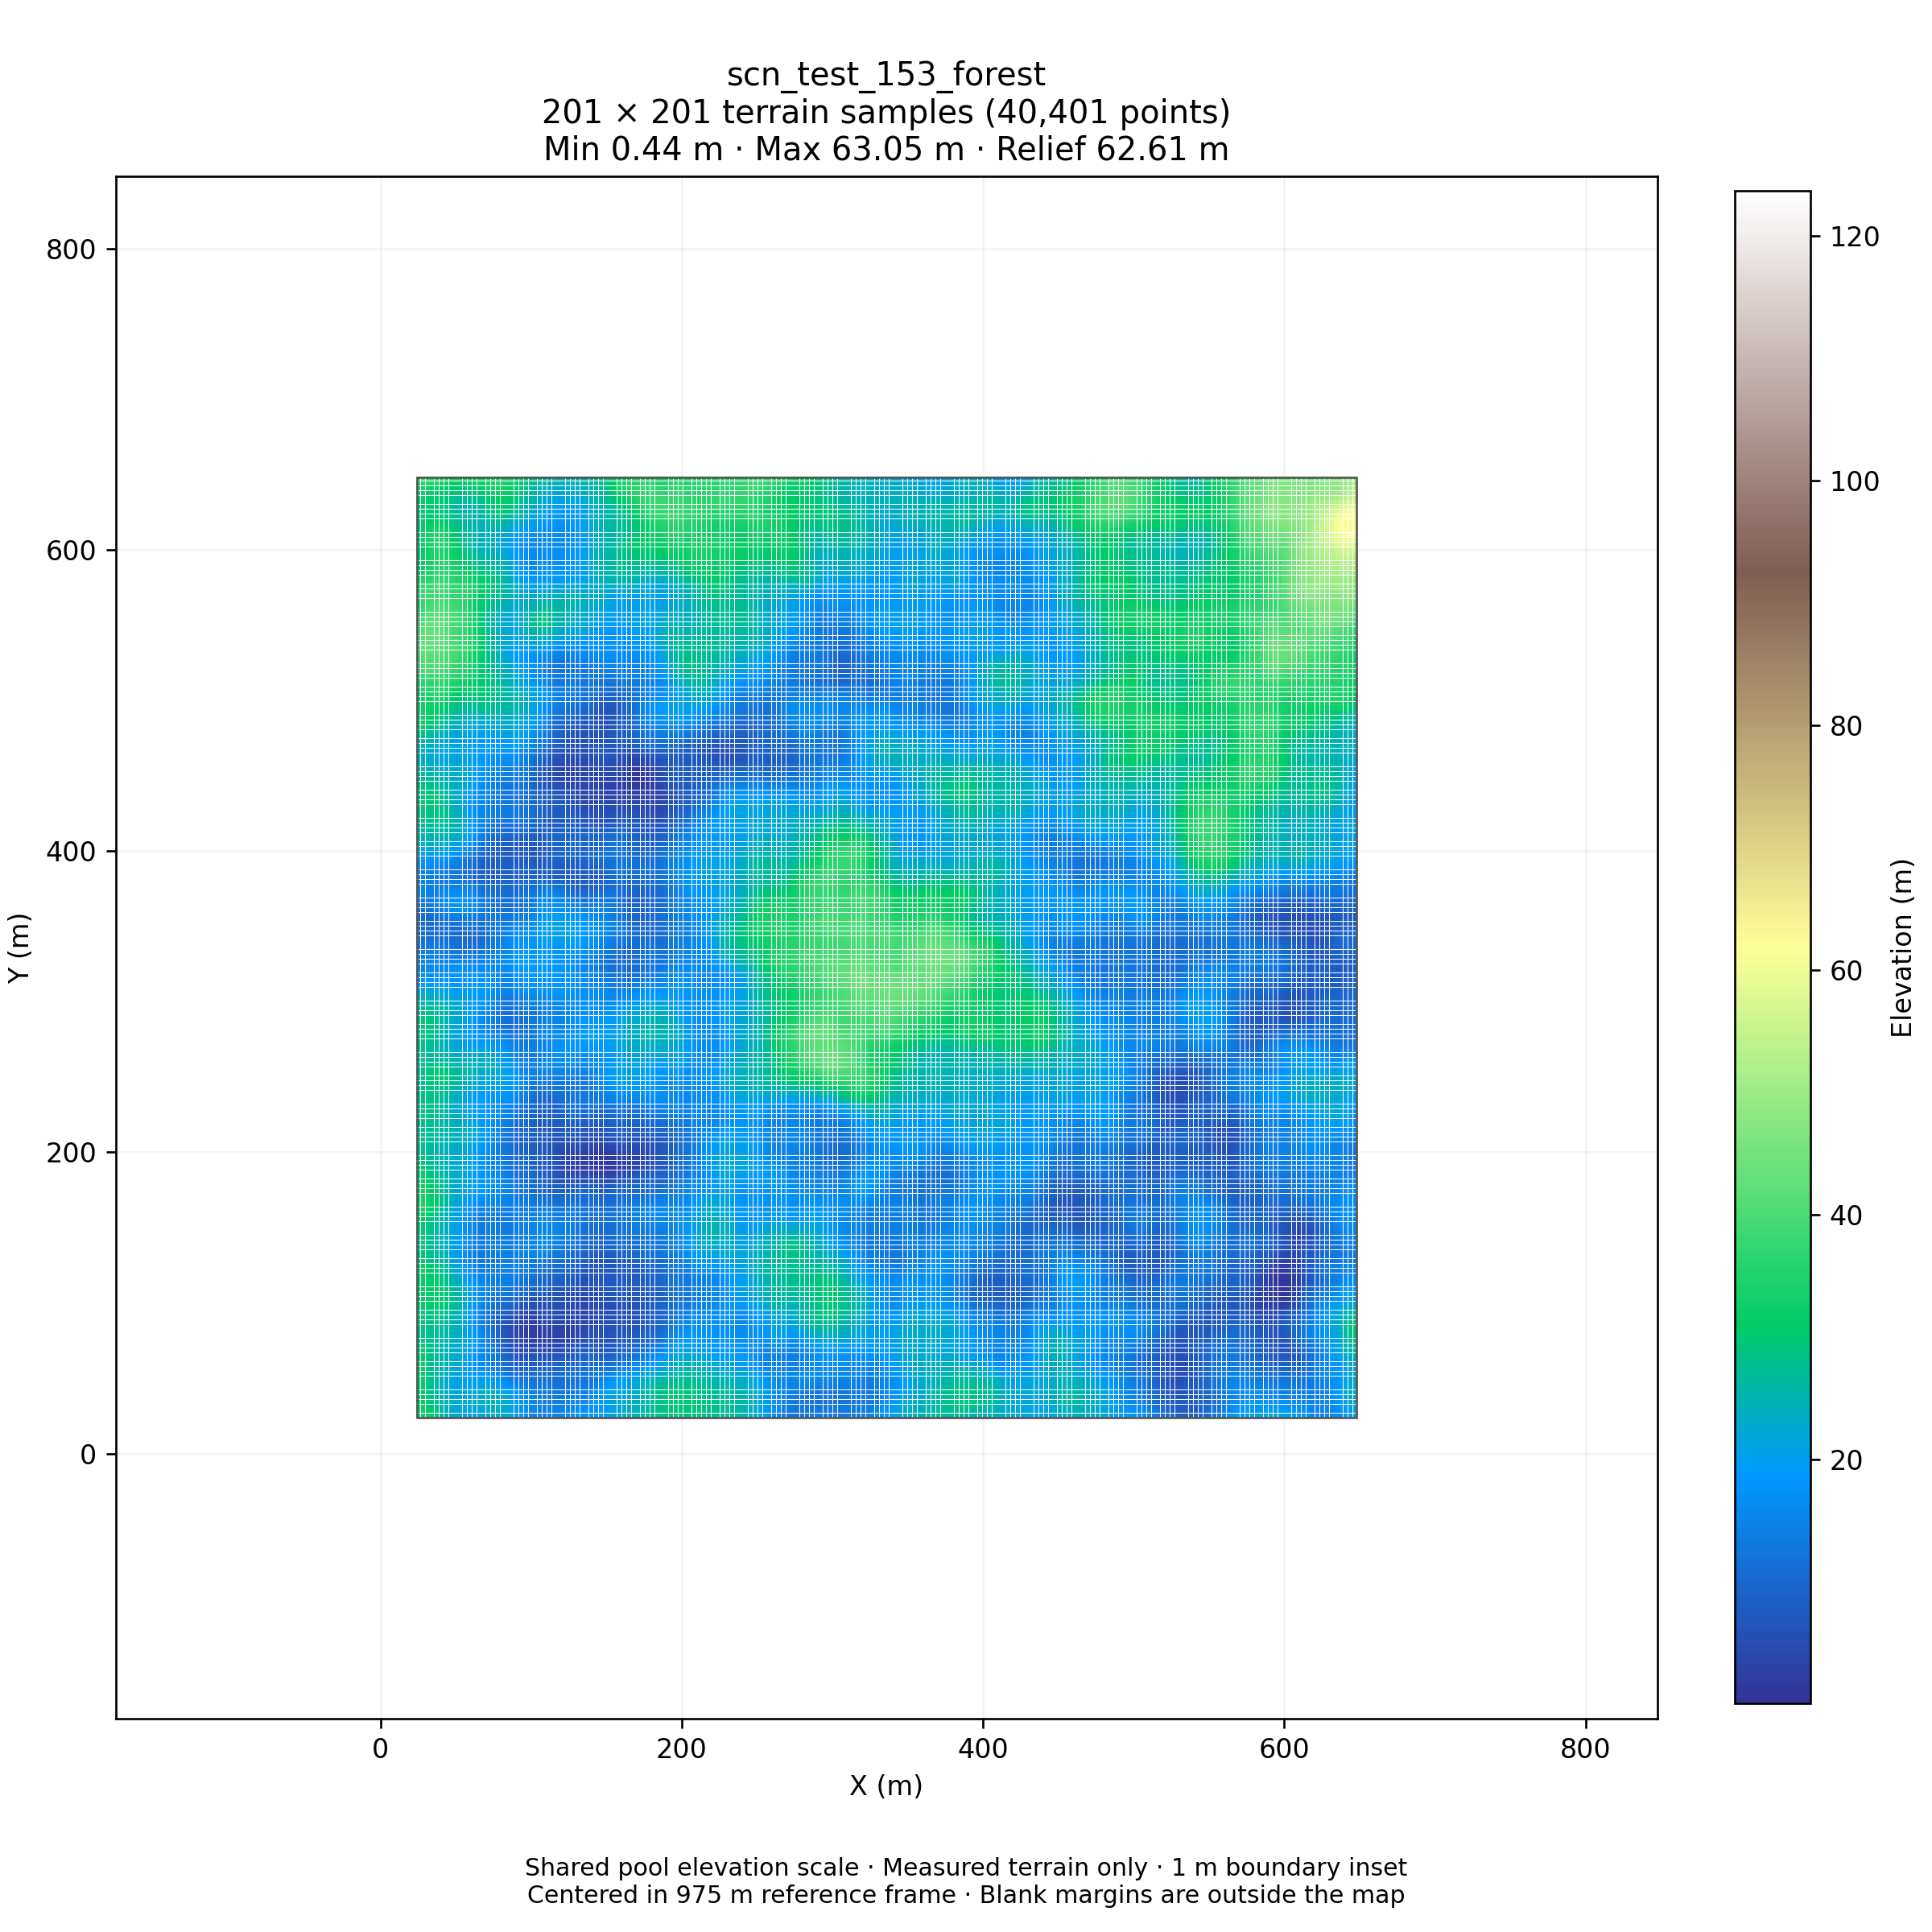 scn_test_153_forest
201 × 201 terrain samples (40,401 points)
Min 0.44 m · Max 63.05 m · Relief 62.61 m
800
600
400
200
0
Y (m)
0
200
400
600
800
X (m)
120
100
80
60
40
20
Elevation (m)
Shared pool elevation scale · Measured terrain only · 1 m boundary inset
Centered in 975 m reference frame · Blank margins are outside the map